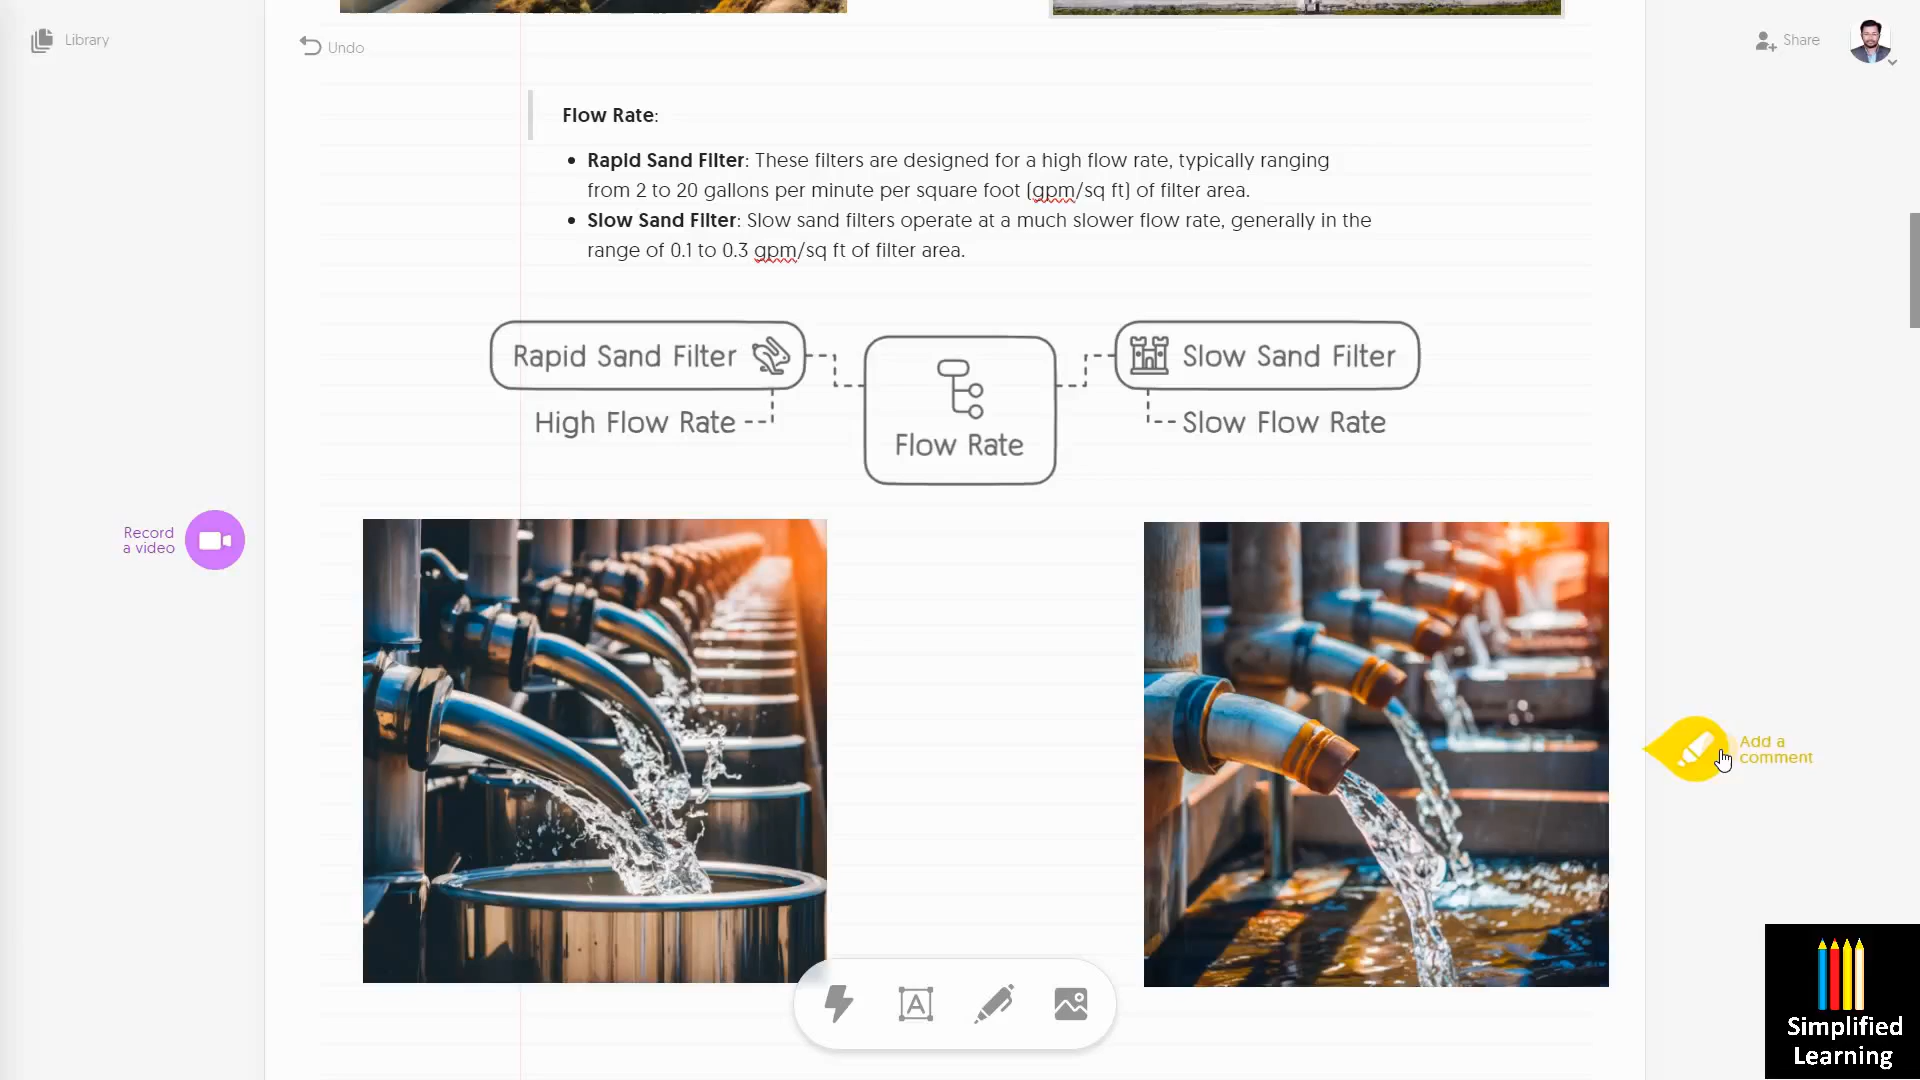 Library
Undo
Share
Flow Rate:
• Rapid Sand Filter: These filters are designed for a high flow rate, typically ranging
from 2 to 20 gallons per minute per square foot (gpm/sq ft) of filter area.
• Slow Sand Filter: Slow sand filters operate at a much slower flow rate, generally in the
range of 0.1 to 0.3 gpm/sq ft of filter area.
Rapid Sand Filter
High Flow Rate
Flow Rate
Slow Sand Filter
Slow Flow Rate
Record
a video
Add a
comment
A
Simplified
Learning